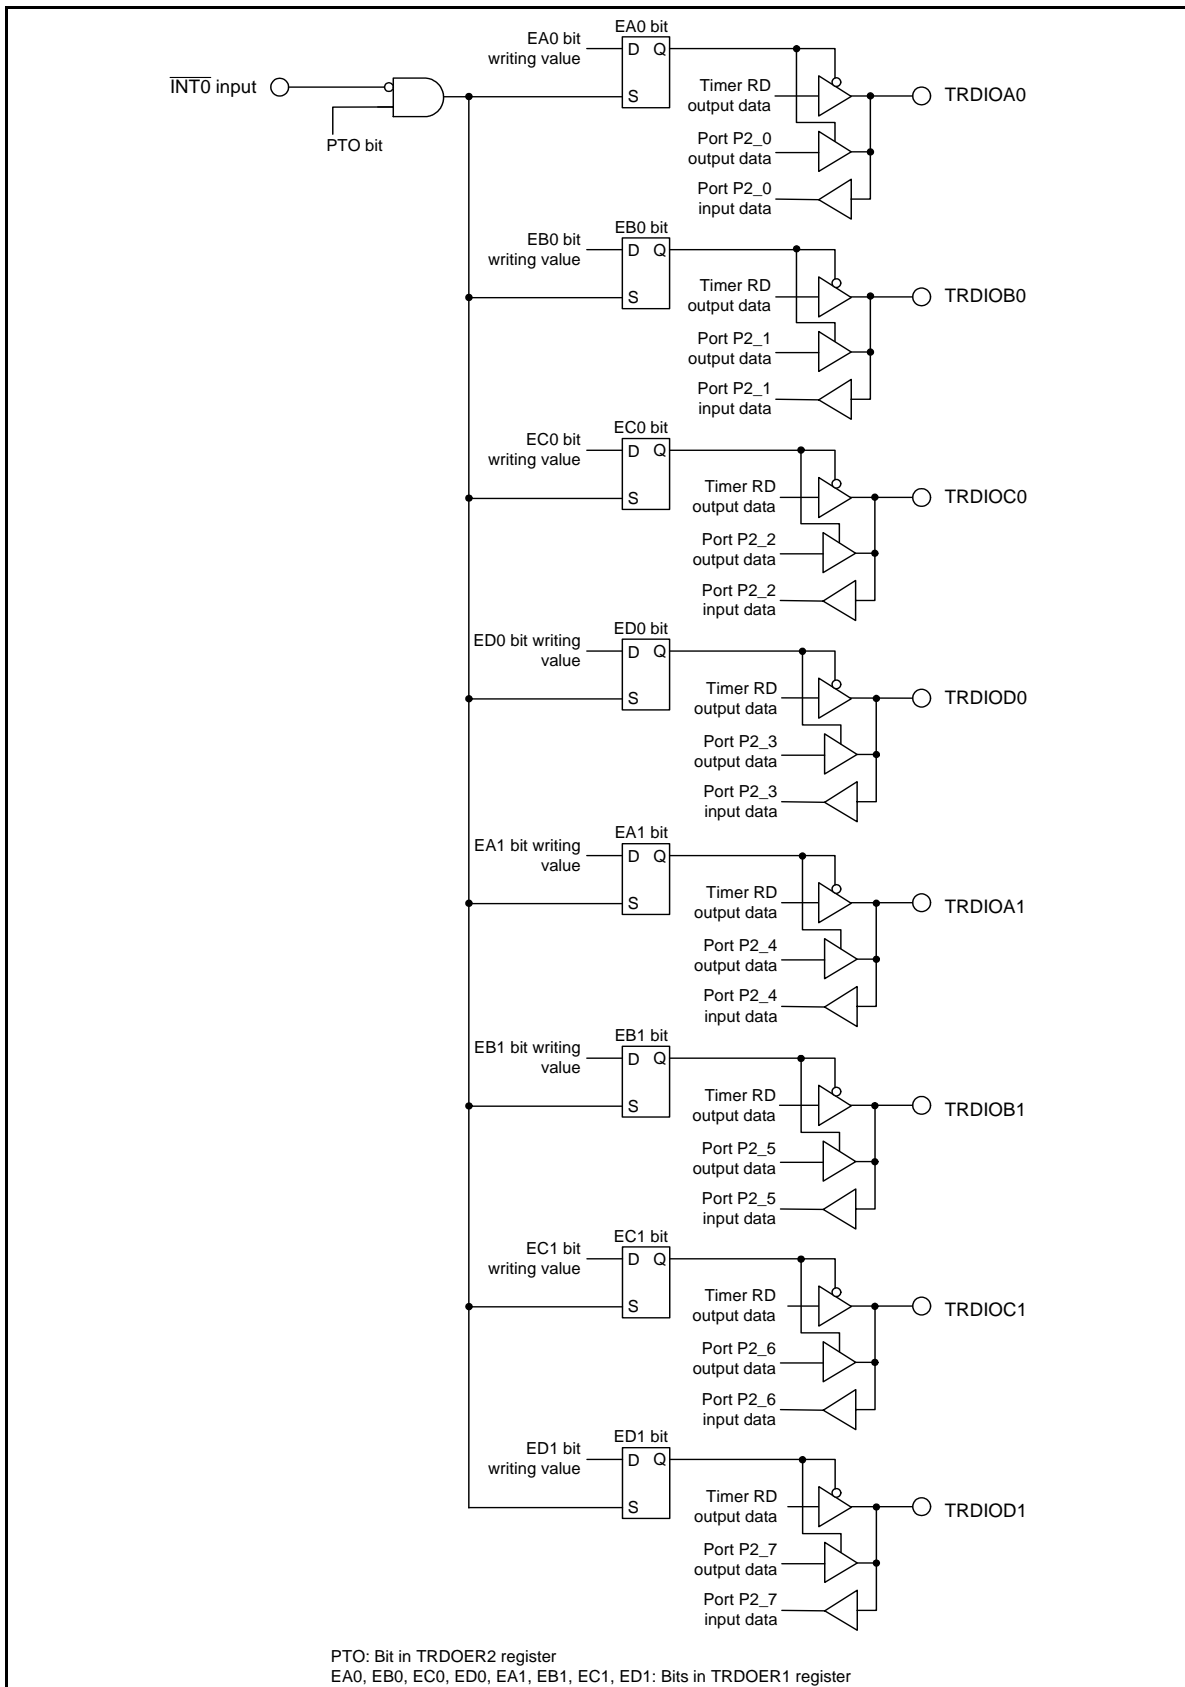 EA0 bit
EA0 bit
writing value
D Q
S
INT0 input
PTO bit
Timer RD
output data
TRDIOA0
Port P2_0
output data
Port P2_0
input data
EB0 bit
EB0 bit
writing value
D Q
S
Timer RD
output data
TRDIOB0
Port P2_1
output data
Port P2_1
input data
EC0 bit
EC0 bit
writing value
D Q
S
Timer RD
output data
TRDIOC0
Port P2_2
output data
Port P2_2
input data
ED0 bit
ED0 bit writing
value
D Q
S
Timer RD
output data
TRDIOD0
Port P2_3
output data
Port P2_3
input data
EA1 bit
EA1 bit writing
value
D Q
S
Timer RD
output data
TRDIOA1
Port P2_4
output data
Port P2_4
input data
EB1 bit
EB1 bit writing
value
D Q
S
Timer RD
output data
TRDIOB1
Port P2_5
output data
Port P2_5
input data
EC1 bit
EC1 bit
writing value
D Q
S
Timer RD
output data
TRDIOC1
Port P2_6
output data
Port P2_6
input data
ED1 bit
ED1 bit
writing value
D Q
S
Timer RD
output data
TRDIOD1
Port P2_7
output data
Port P2_7
input data
PTO: Bit in TRDOER2 register
EA0, EB0, EC0, ED0, EA1, EB1, EC1, ED1: Bits in TRDOER1 register